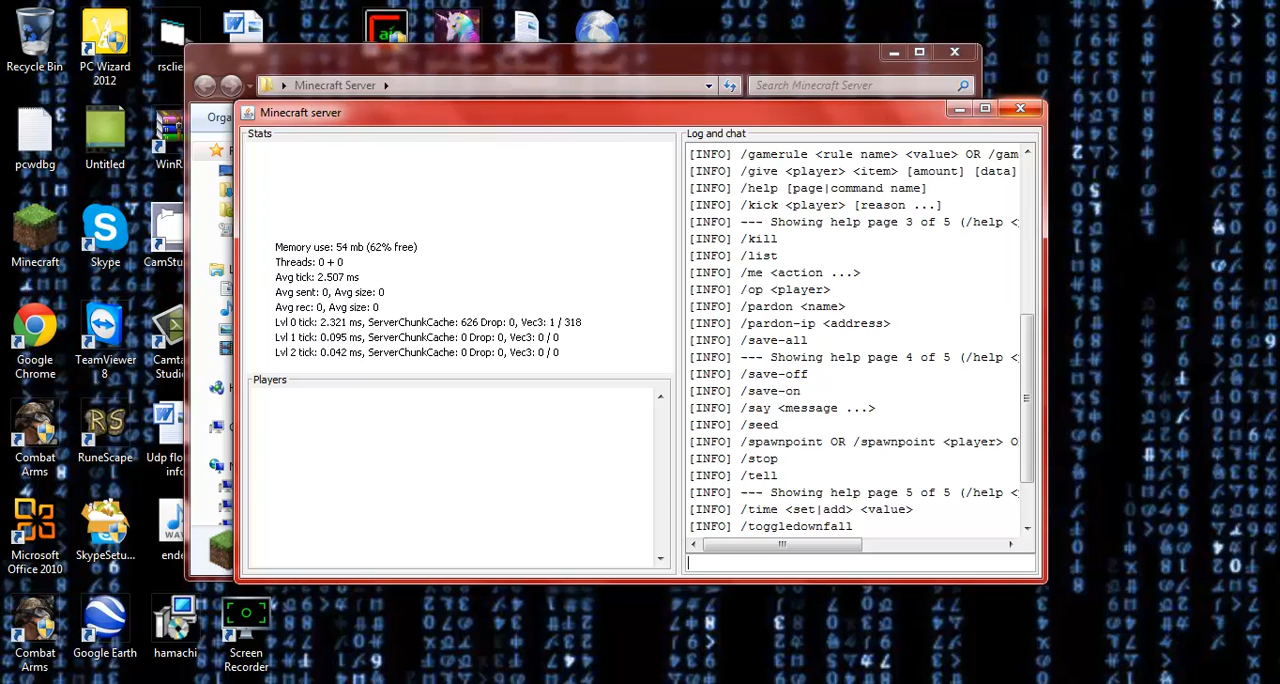 Recycle Bin
PC Wizard
2012
rsclie
Minecraft Server
Search Minecraft Server
Orga
Minecraft server
Stats
Log and chat
Memory use: 54 mb (62% free)
Threads: 0 + 0
Avg tick: 2.507 ms
Avg sent: 0, Avg size: 0
Avg rec: 0, Avg size: 0
Lvl 0 tick: 2.321 ms, ServerChunkCache: 626 Drop: 0, Vec3: 1 / 318
Lvl 1 tick: 0.095 ms, ServerChunkCache: 0 Drop: 0, Vec3: 0 / 0
Lvl 2 tick: 0.042 ms, ServerChunkCache: 0 Drop: 0, Vec3: 0 / 0
Players
[INFO] /gamerule <rule name> <value> OR /gam
[INFO] /give <player> <item> [amount] [data]
[INFO] /help [page|command name]
[INFO] /kick <player> [reason ...]
[INFO] --- Showing help page 3 of 5 (/help <
[INFO] /kill
[INFO] /list
[INFO] /me <action ...>
[INFO] /op <player>
[INFO] /pardon <name>
[INFO] /pardon-ip <address>
[INFO] /save-all
[INFO] --- Showing help page 4 of 5 (/help <
[INFO] /save-off
[INFO] /save-on
[INFO] /say <message ...>
[INFO] /seed
[INFO] /spawnpoint OR /spawnpoint <player> O
[INFO] /stop
[INFO] /tell
[INFO] --- Showing help page 5 of 5 (/help <
[INFO] /time <set|add> <value>
[INFO] /toggledownfall
pcwdbg
Untitled
WinR
Minecraft
Skype
CamStu
Google
Chrome
TeamViewer
8
Camta
Studio
Combat
Arms
RuneScape
Udp flo
info
Microsoft
Office 2010
SkypeSetu...
ende
Combat
Arms
Google Earth
hamachi
Screen
Recorder